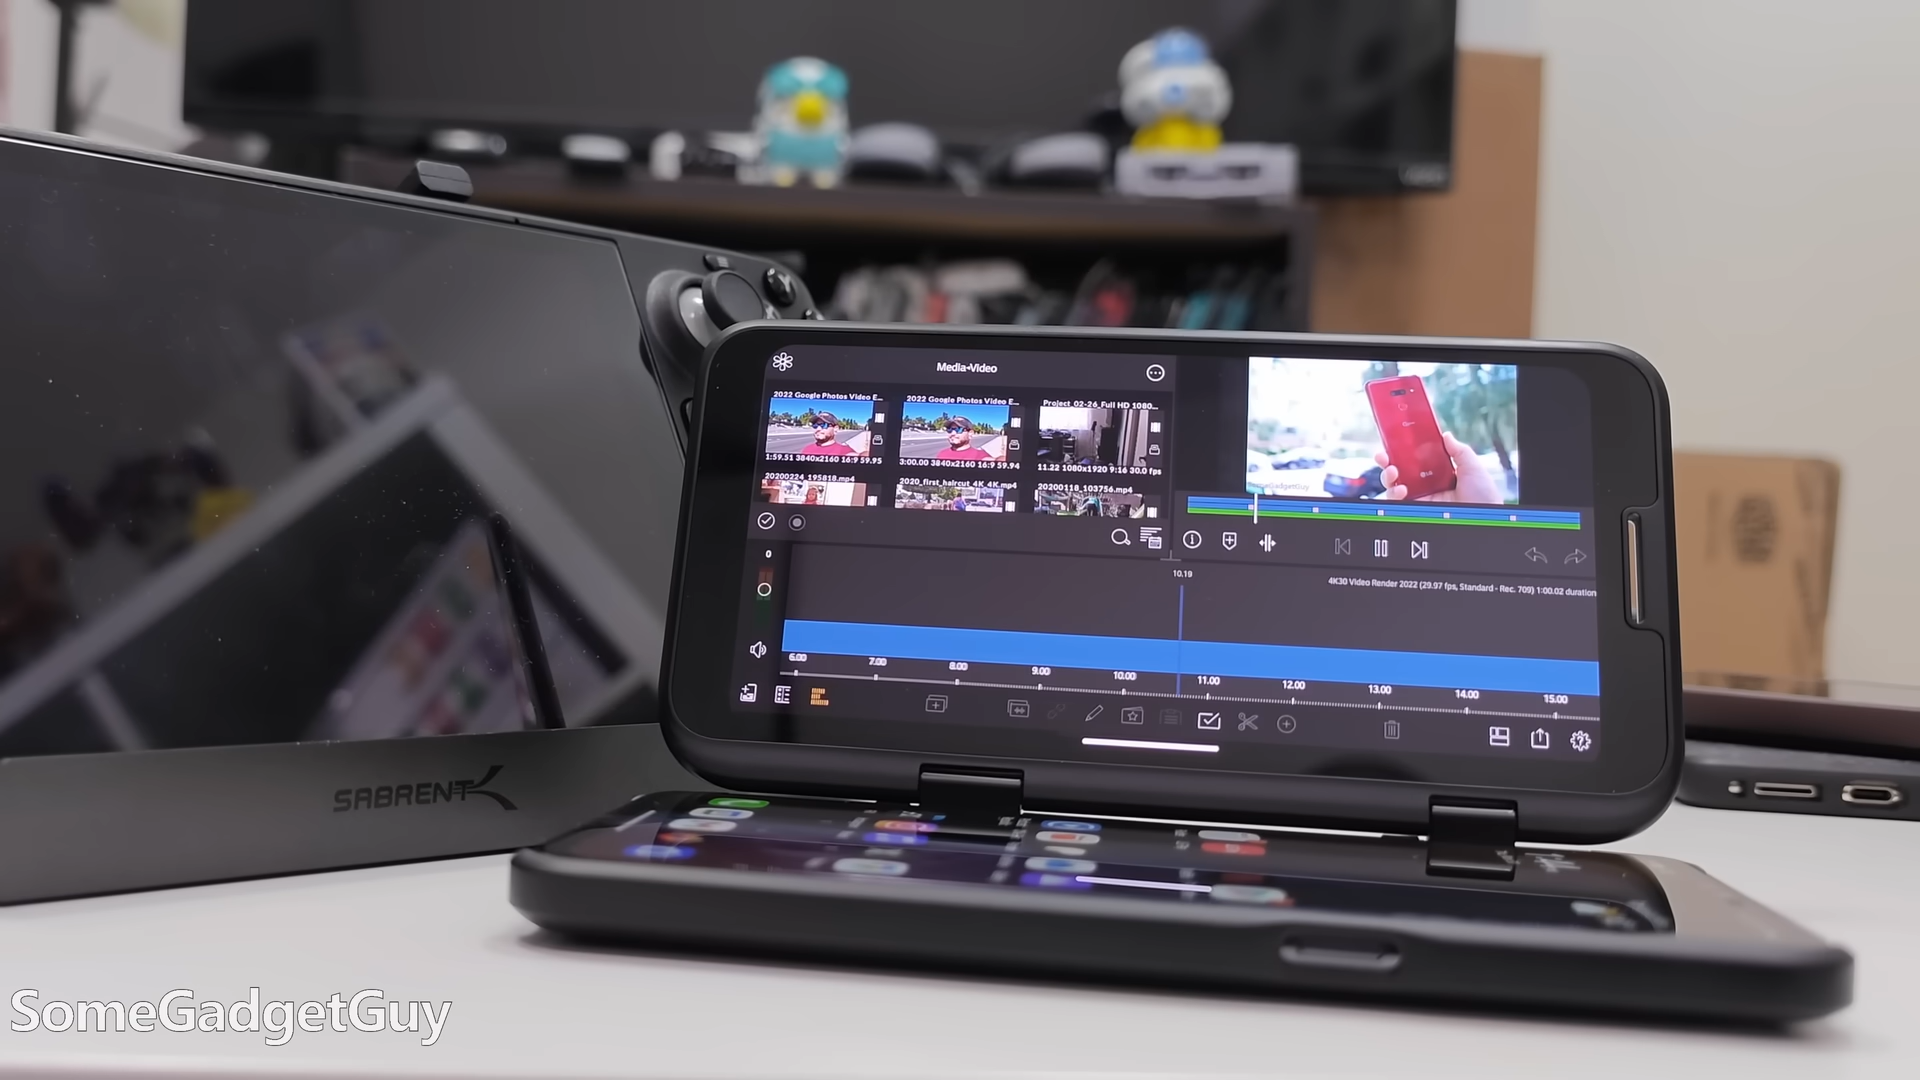 Media-Video
2022 Google Photos Video E...
2022 Google Photos Video E...
Project_02-26_Full HD 1080...
1:59.51 3840x2160 16:9 59.95
3:00.00 3840x2160 16:9 59.94
11.22 1080x1920 9:16 30.0 fps
20200224_195818.mp4
2020_first_haircut_4K_4K.mp4
20200118_103756.mp4
SomeGadgetGuy
LG
0
10.19
4K30 Video Render 2022 (29.97 fps, Standard - Rec. 709) 1:00.02 duration
6.00 7.00 8.00 9.00 10.00 11.00 12.00 13.00 14.00 15.00
SABRENT
SomeGadgetGuy